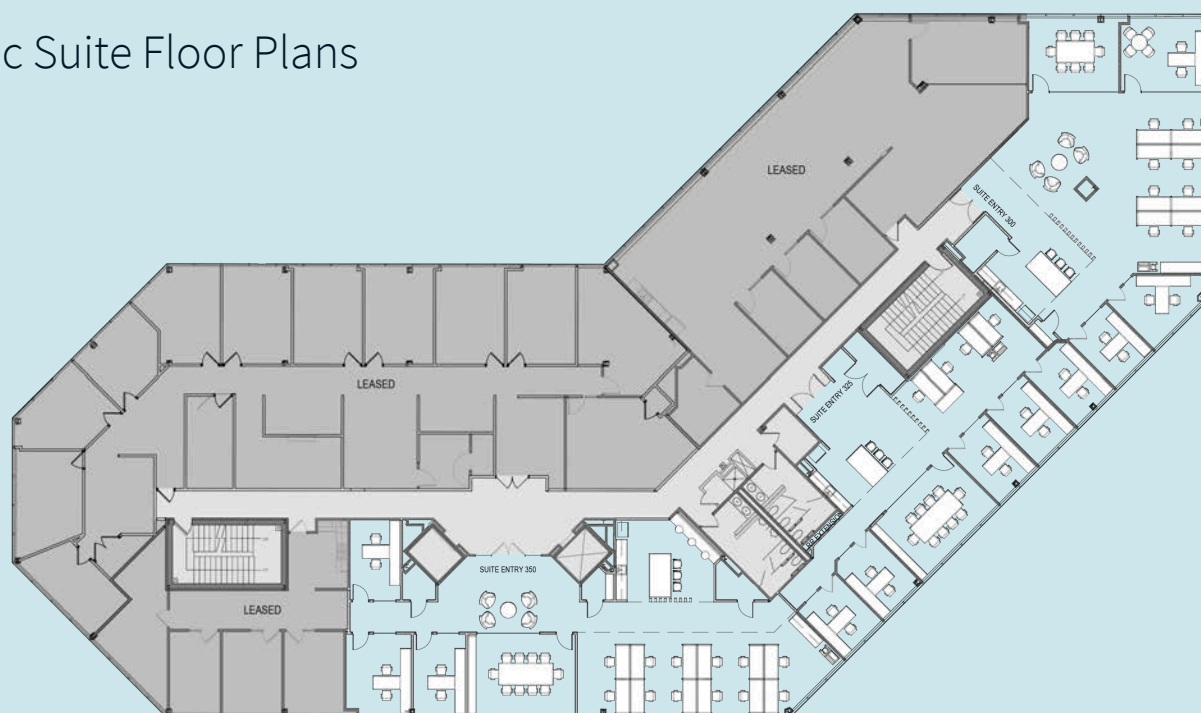 c Suite Floor Plans
LEASED
SUITE ENTRY 300
LEASED
SUITE ENTRY 325
SUITE ENTRY 350
LEASED